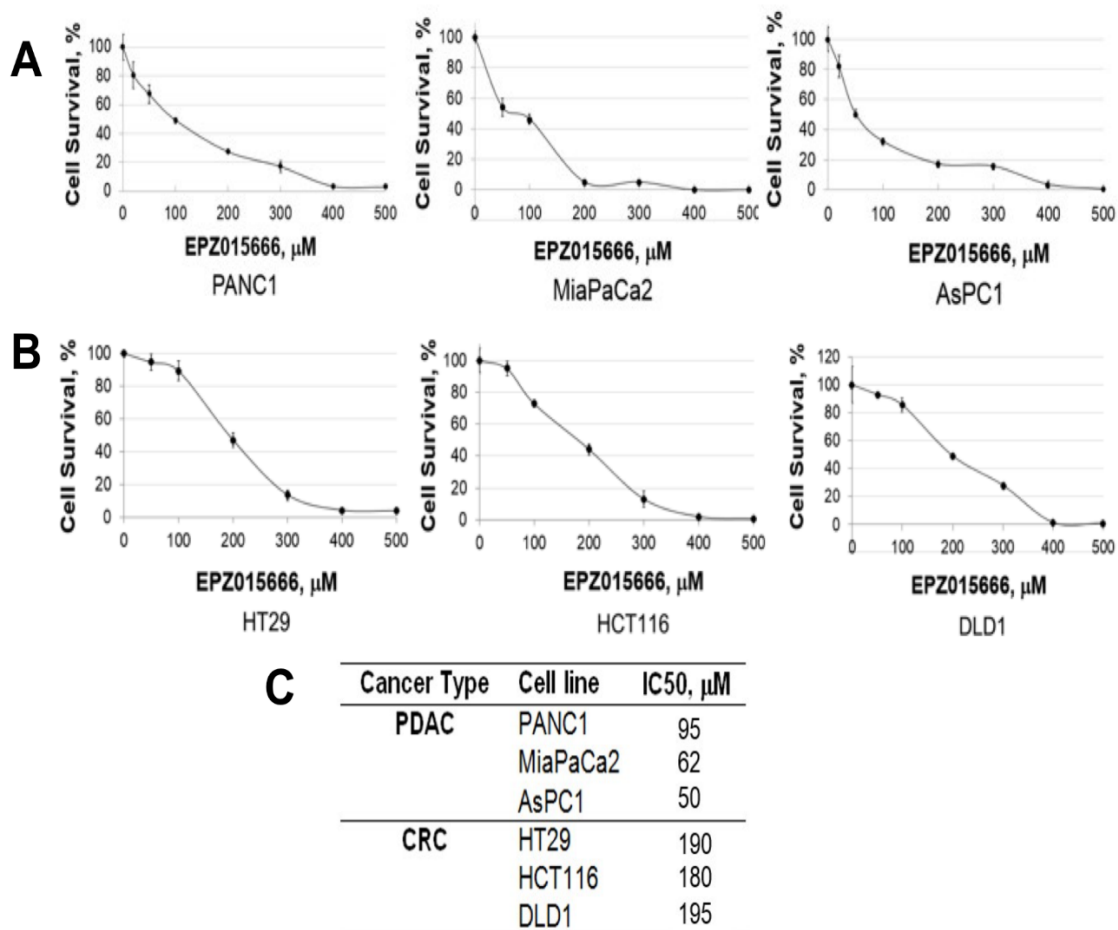 A
Cell Survival, %
100
80
60
40
20
0
0 100 200 300 400 500
EPZ015666, μM
PANC1
Cell Survival, %
100
80
60
40
20
0
0 100 200 300 400 500
EPZ015666, μM
MiaPaCa2
Cell Survival, %
100
80
60
40
20
0
0 100 200 300 400 500
EPZ015666, μM
AsPC1
B
Cell Survival, %
100
80
60
40
20
0
0 100 200 300 400 500
EPZ015666, μM
HT29
Cell Survival, %
100
80
60
40
20
0
0 100 200 300 400 500
EPZ015666, μM
HCT116
Cell Survival, %
120
100
80
60
40
20
0
0 100 200 300 400 500
EPZ015666, μM
DLD1
C
Cancer Type Cell line IC50, μM
PDAC PANC1 95
MiaPaCa2 62
AsPC1 50
CRC HT29 190
HCT116 180
DLD1 195